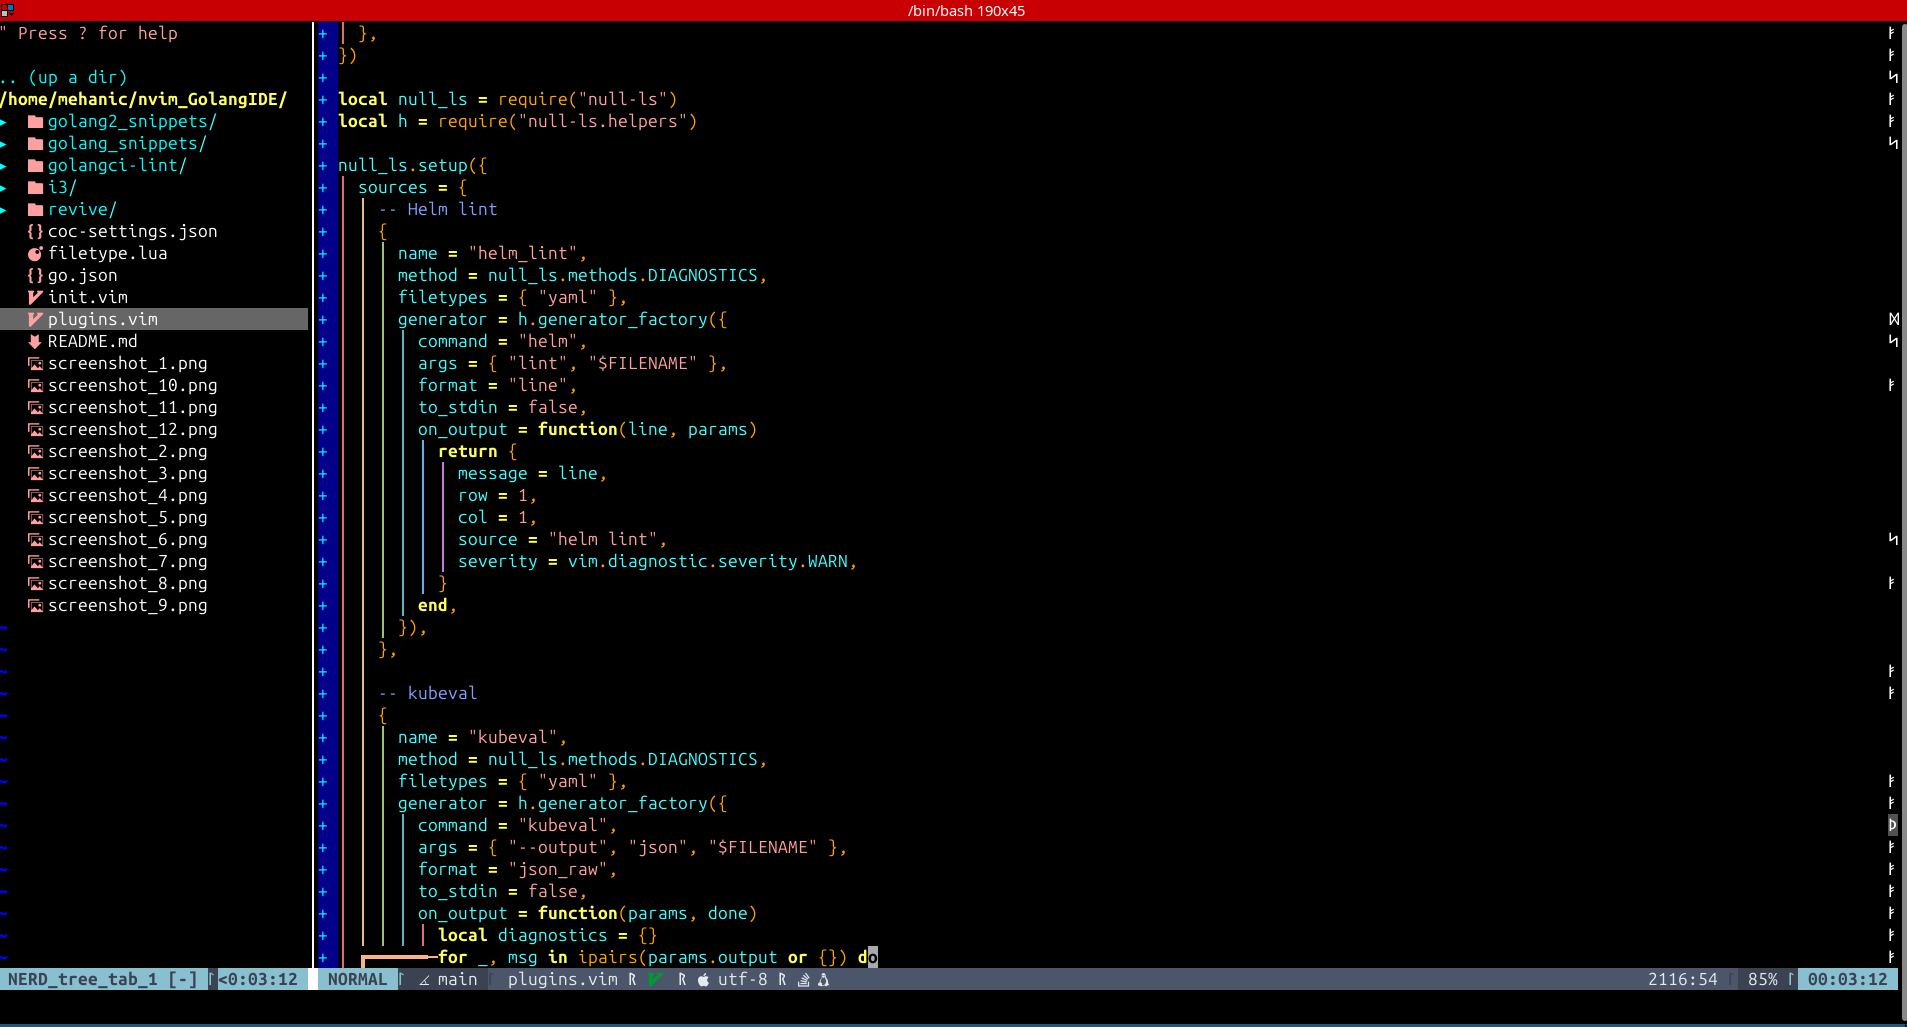 /bin/bash 190x45
" Press ? for help
.. (up a dir)
/home/mehanic/nvim_GolangIDE/
▸ golang2_snippets/
▸ golang_snippets/
▸ golangci-lint/
▸ i3/
▸ revive/
coc-settings.json
filetype.lua
go.json
init.vim
plugins.vim
README.md
screenshot_1.png
screenshot_10.png
screenshot_11.png
screenshot_12.png
screenshot_2.png
screenshot_3.png
screenshot_4.png
screenshot_5.png
screenshot_6.png
screenshot_7.png
screenshot_8.png
screenshot_9.png
+ },
+ })
+
+ local null_ls = require("null-ls")
+ local h = require("null-ls.helpers")
+
+ null_ls.setup({
+ sources = {
+ -- Helm lint
+ {
+ name = "helm_lint",
+ method = null_ls.methods.DIAGNOSTICS,
+ filetypes = { "yaml" },
+ generator = h.generator_factory({
+ command = "helm",
+ args = { "lint", "$FILENAME" },
+ format = "line",
+ to_stdin = false,
+ on_output = function(line, params)
+ return {
+ message = line,
+ row = 1,
+ col = 1,
+ source = "helm lint",
+ severity = vim.diagnostic.severity.WARN,
+ }
+ end,
+ }),
+ },
+
+ -- kubeval
+ {
+ name = "kubeval",
+ method = null_ls.methods.DIAGNOSTICS,
+ filetypes = { "yaml" },
+ generator = h.generator_factory({
+ command = "kubeval",
+ args = { "--output", "json", "$FILENAME" },
+ format = "json_raw",
+ to_stdin = false,
+ on_output = function(params, done)
+ local diagnostics = {}
+ for _, msg in ipairs(params.output or {}) do
NERD_tree_tab_1 [-] <0:03:12 NORMAL main plugins.vim utf-8 2116:54 85% 00:03:12